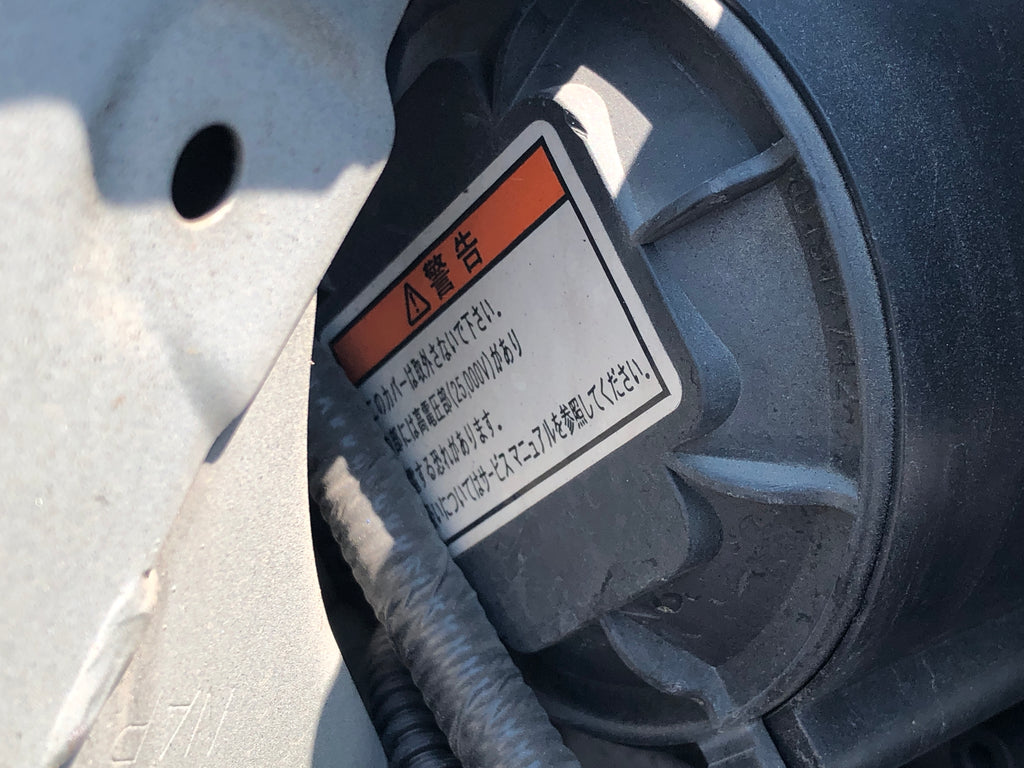 ⚠警告
このカバーは取外さないで下さい。
部には高電圧部(25,000V)があり
する恐れがあります。
いについてはサービスマニュアルを参照してください。